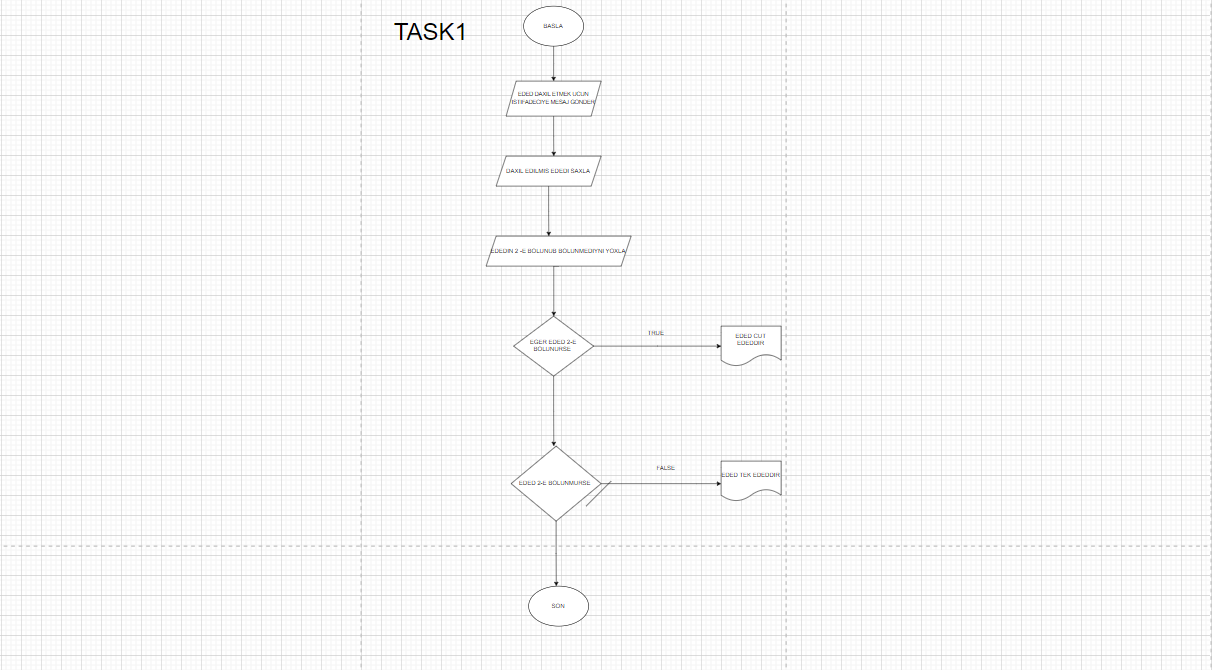 TASK1
BASLA
EDED DAXIL ETMEK UCUN
ISTIFADECIYE MESAJ GONDER
DAXIL EDILMIS EDEDI SAXLA
EDEDIN 2 -E BOLUNUB BOLUNMEDIYNI YOXLA
EGER EDED 2-E
BOLUNURSE
TRUE
EDED CUT
EDEDDIR
EDED 2-E BOLUNMURSE
FALSE
EDED TEK EDEDDIR
SON